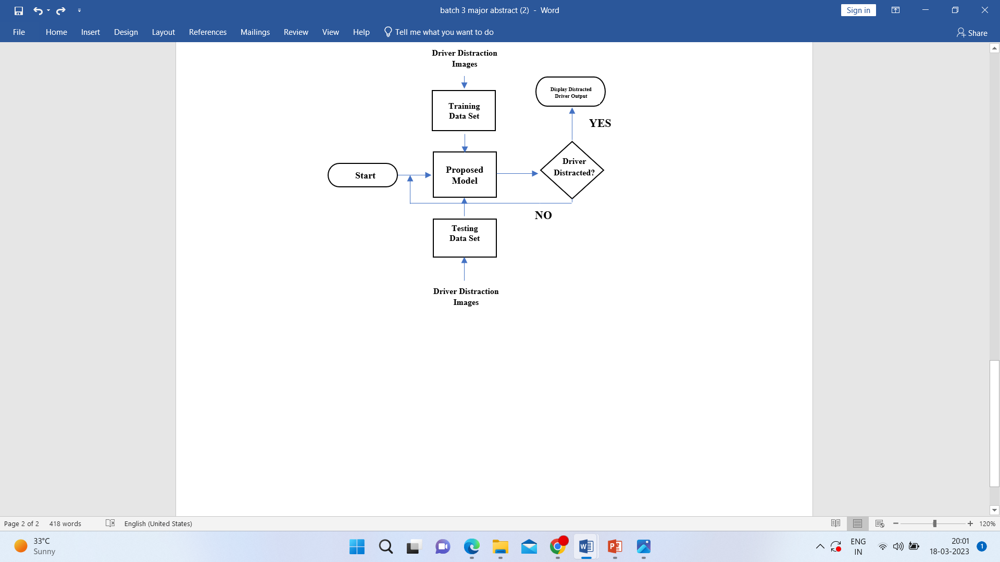 batch 3 major abstract (2) - Word
Sign in
File Home Insert Design Layout References Mailings Review View Help Tell me what you want to do
Share
Driver Distraction
Images
Display Distracted
Driver Output
Training
Data Set
YES
Driver
Distracted?
Start
Proposed
Model
NO
Testing
Data Set
Driver Distraction
Images
Page 2 of 2 418 words English (United States) 120%
33°C
Sunny
ENG
IN
20:01
18-03-2023
1